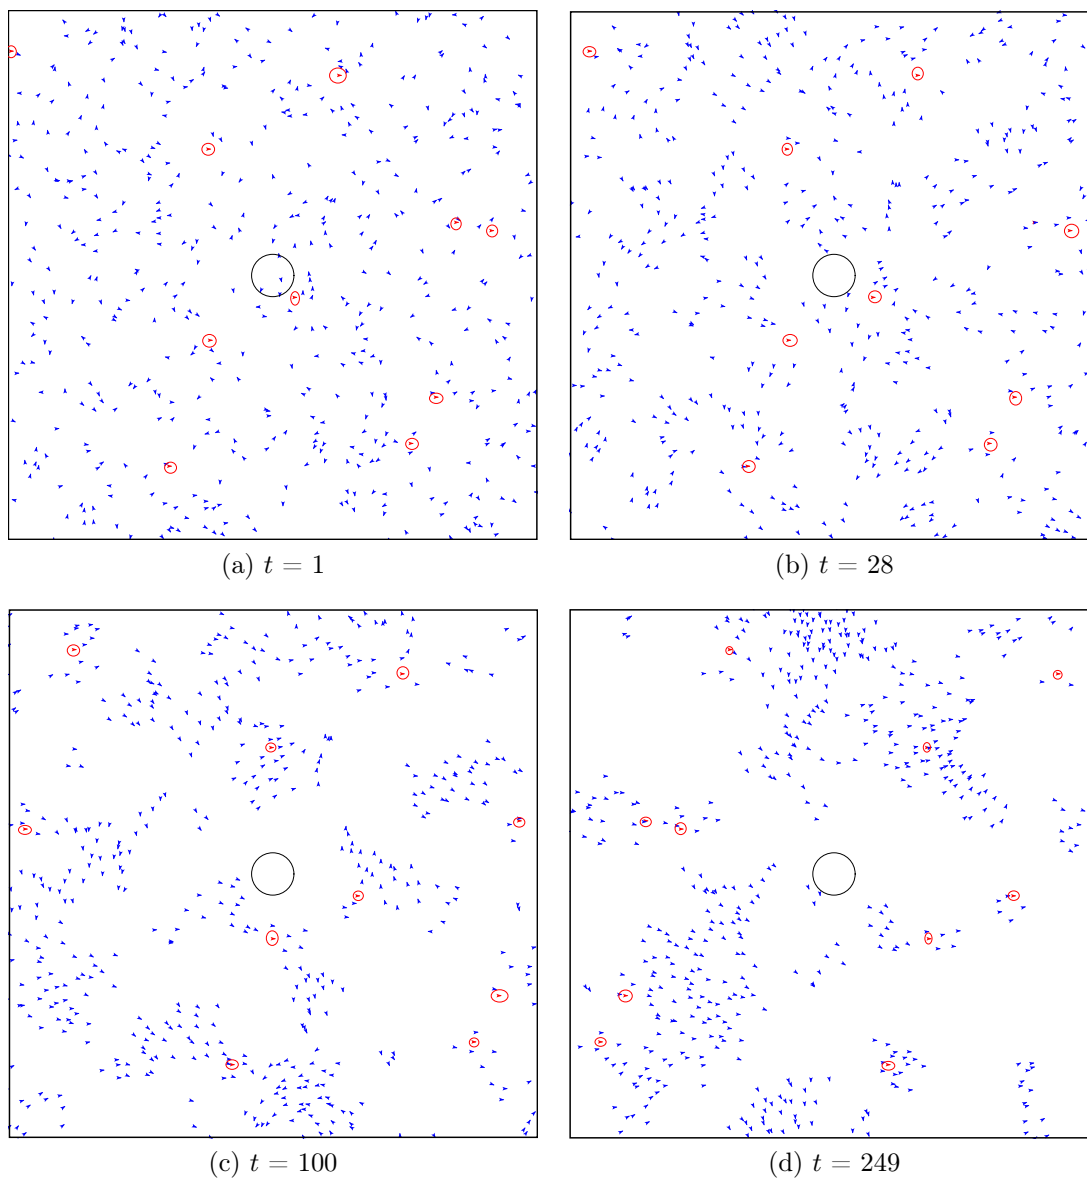 (a) t = 1
(b) t = 28
(c) t = 100
(d) t = 249